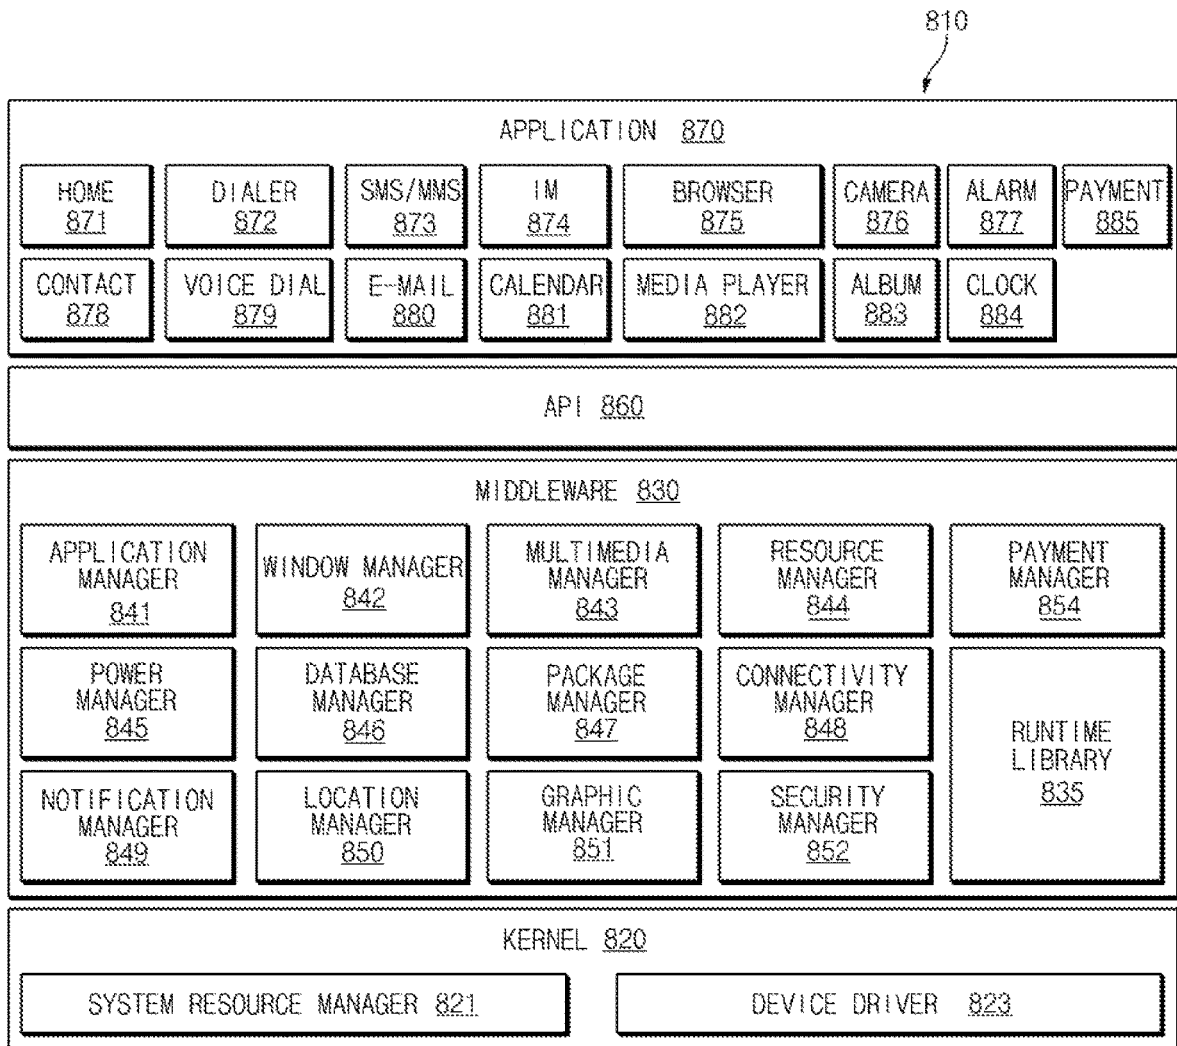 810
APPLICATION 870
HOME
871
DIALER
872
SMS/MMS
873
IM
874
BROWSER
875
CAMERA
876
ALARM
877
PAYMENT
885
CONTACT
878
VOICE DIAL
879
E-MAIL
880
CALENDAR
881
MEDIA PLAYER
882
ALBUM
883
CLOCK
884
API 860
MIDDLEWARE 830
APPLICATION
MANAGER
841
WINDOW MANAGER
842
MULTIMEDIA
MANAGER
843
RESOURCE
MANAGER
844
PAYMENT
MANAGER
854
POWER
MANAGER
845
DATABASE
MANAGER
846
PACKAGE
MANAGER
847
CONNECTIVITY
MANAGER
848
RUNTIME
LIBRARY
835
NOTIFICATION
MANAGER
849
LOCATION
MANAGER
850
GRAPHIC
MANAGER
851
SECURITY
MANAGER
852
KERNEL 820
SYSTEM RESOURCE MANAGER 821
DEVICE DRIVER 823